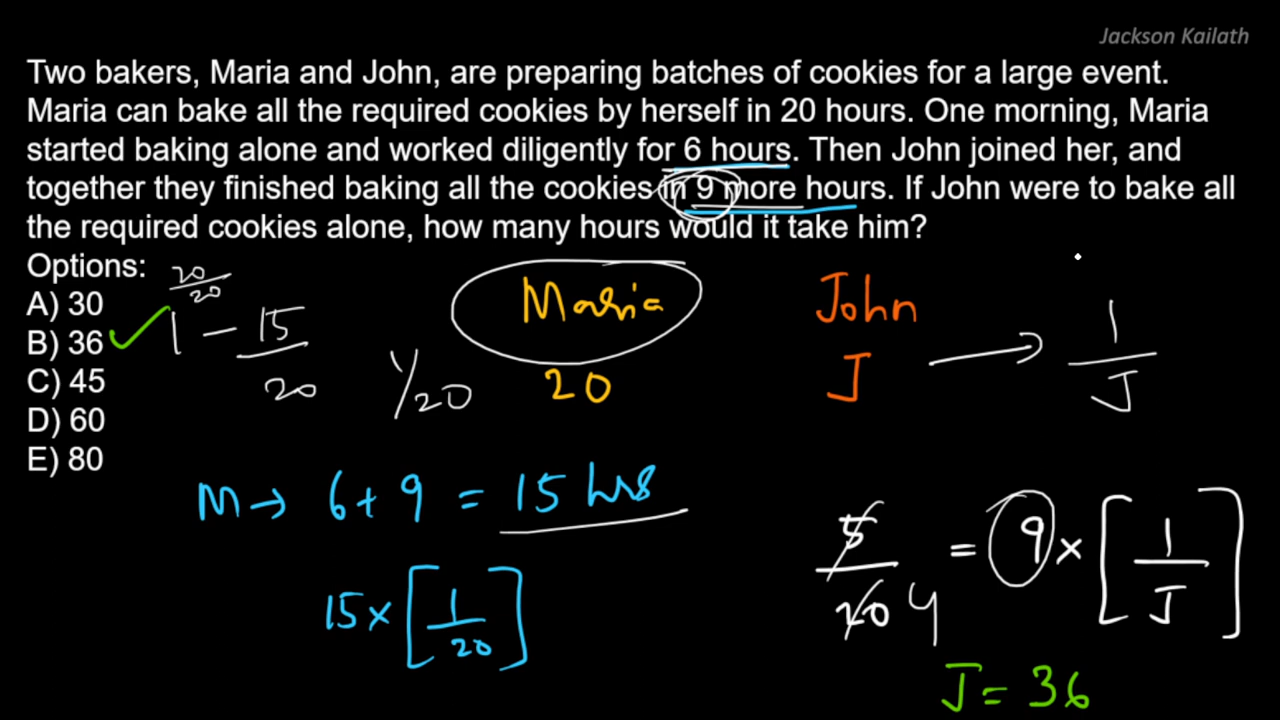 Jackson Kailath
Two bakers, Maria and John, are preparing batches of cookies for a large event.
Maria can bake all the required cookies by herself in 20 hours. One morning, Maria
started baking alone and worked diligently for 6 hours. Then John joined her, and
together they finished baking all the cookies in 9 more hours. If John were to bake all
the required cookies alone, how many hours would it take him?
Options:
A) 30
B) 36
C) 45
D) 60
E) 80
20/20
1 - 15/20
1/20
Maria
20
John
J → 1/J
M → 6 + 9 = 15 hrs
15 × [1/20]
5/20 4 = 9 × [1/J]
J = 36